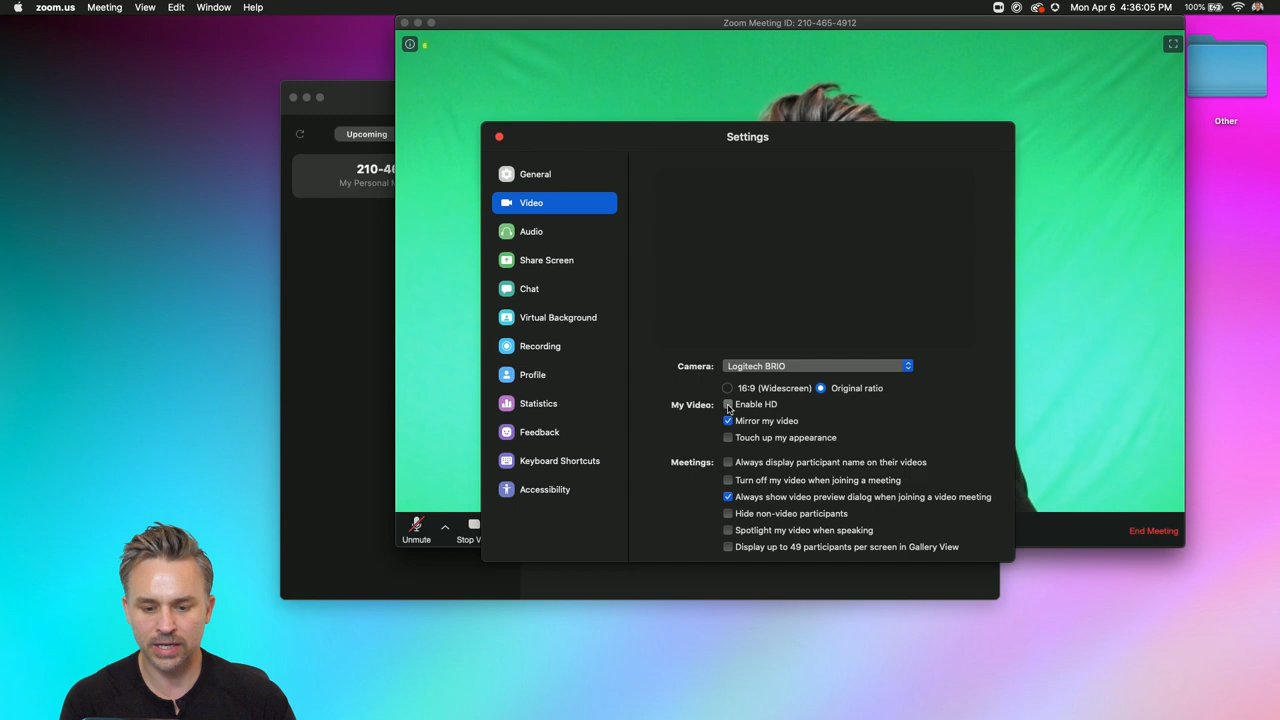 zoom.us Meeting View Edit Window Help
100% Mon Apr 6 4:36:05 PM
Zoom Meeting ID: 210-465-4912
Other
Upcoming
210-46
My Personal M
Settings
General
Video
Audio
Share Screen
Chat
Virtual Background
Recording
Profile
Statistics
Feedback
Keyboard Shortcuts
Accessibility
Camera: Logitech BRIO
16:9 (Widescreen) Original ratio
My Video: Enable HD
Mirror my video
Touch up my appearance
Meetings: Always display participant name on their videos
Turn off my video when joining a meeting
Always show video preview dialog when joining a video meeting
Hide non-video participants
Spotlight my video when speaking
Display up to 49 participants per screen in Gallery View
Unmute Stop V
End Meeting